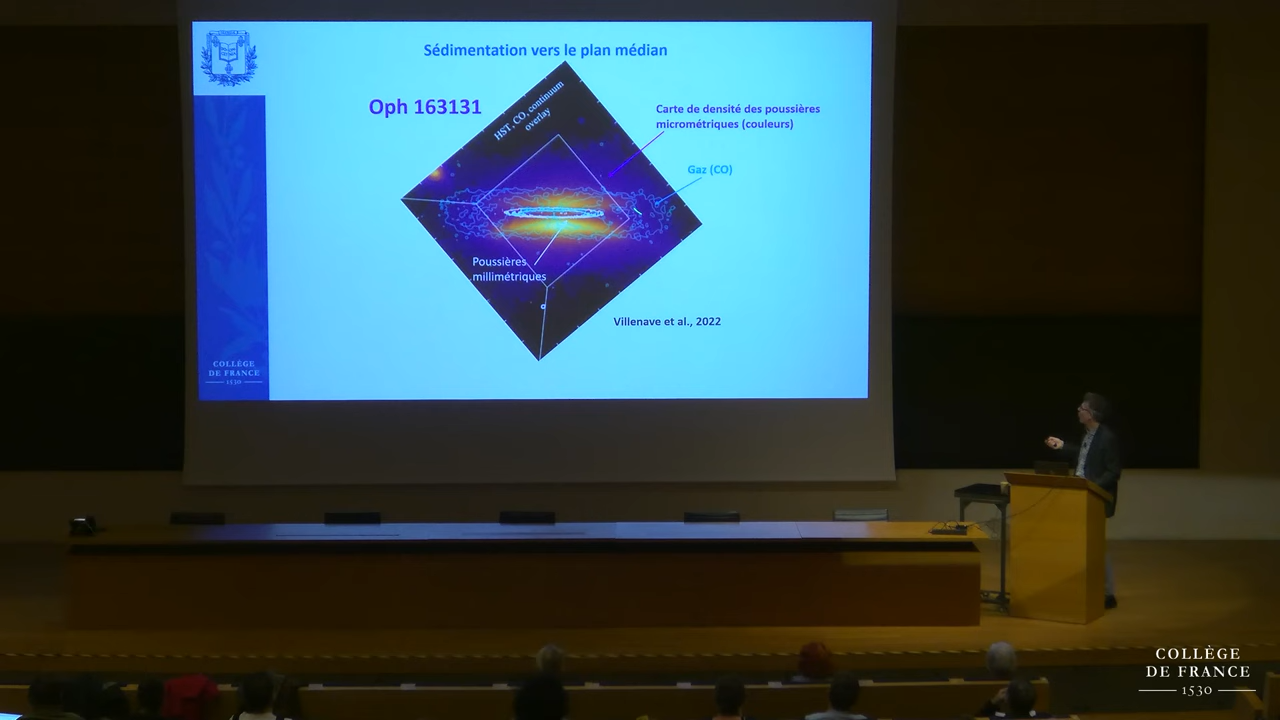 Sédimentation vers le plan médian
Oph 163131
HST, CO, continuum
overlay
Carte de densité des poussières
micrométriques (couleurs)
Gaz (CO)
Poussières
millimétriques
Villenave et al., 2022
COLLÈGE
DE FRANCE
1530
COLLÈGE
DE FRANCE
1530